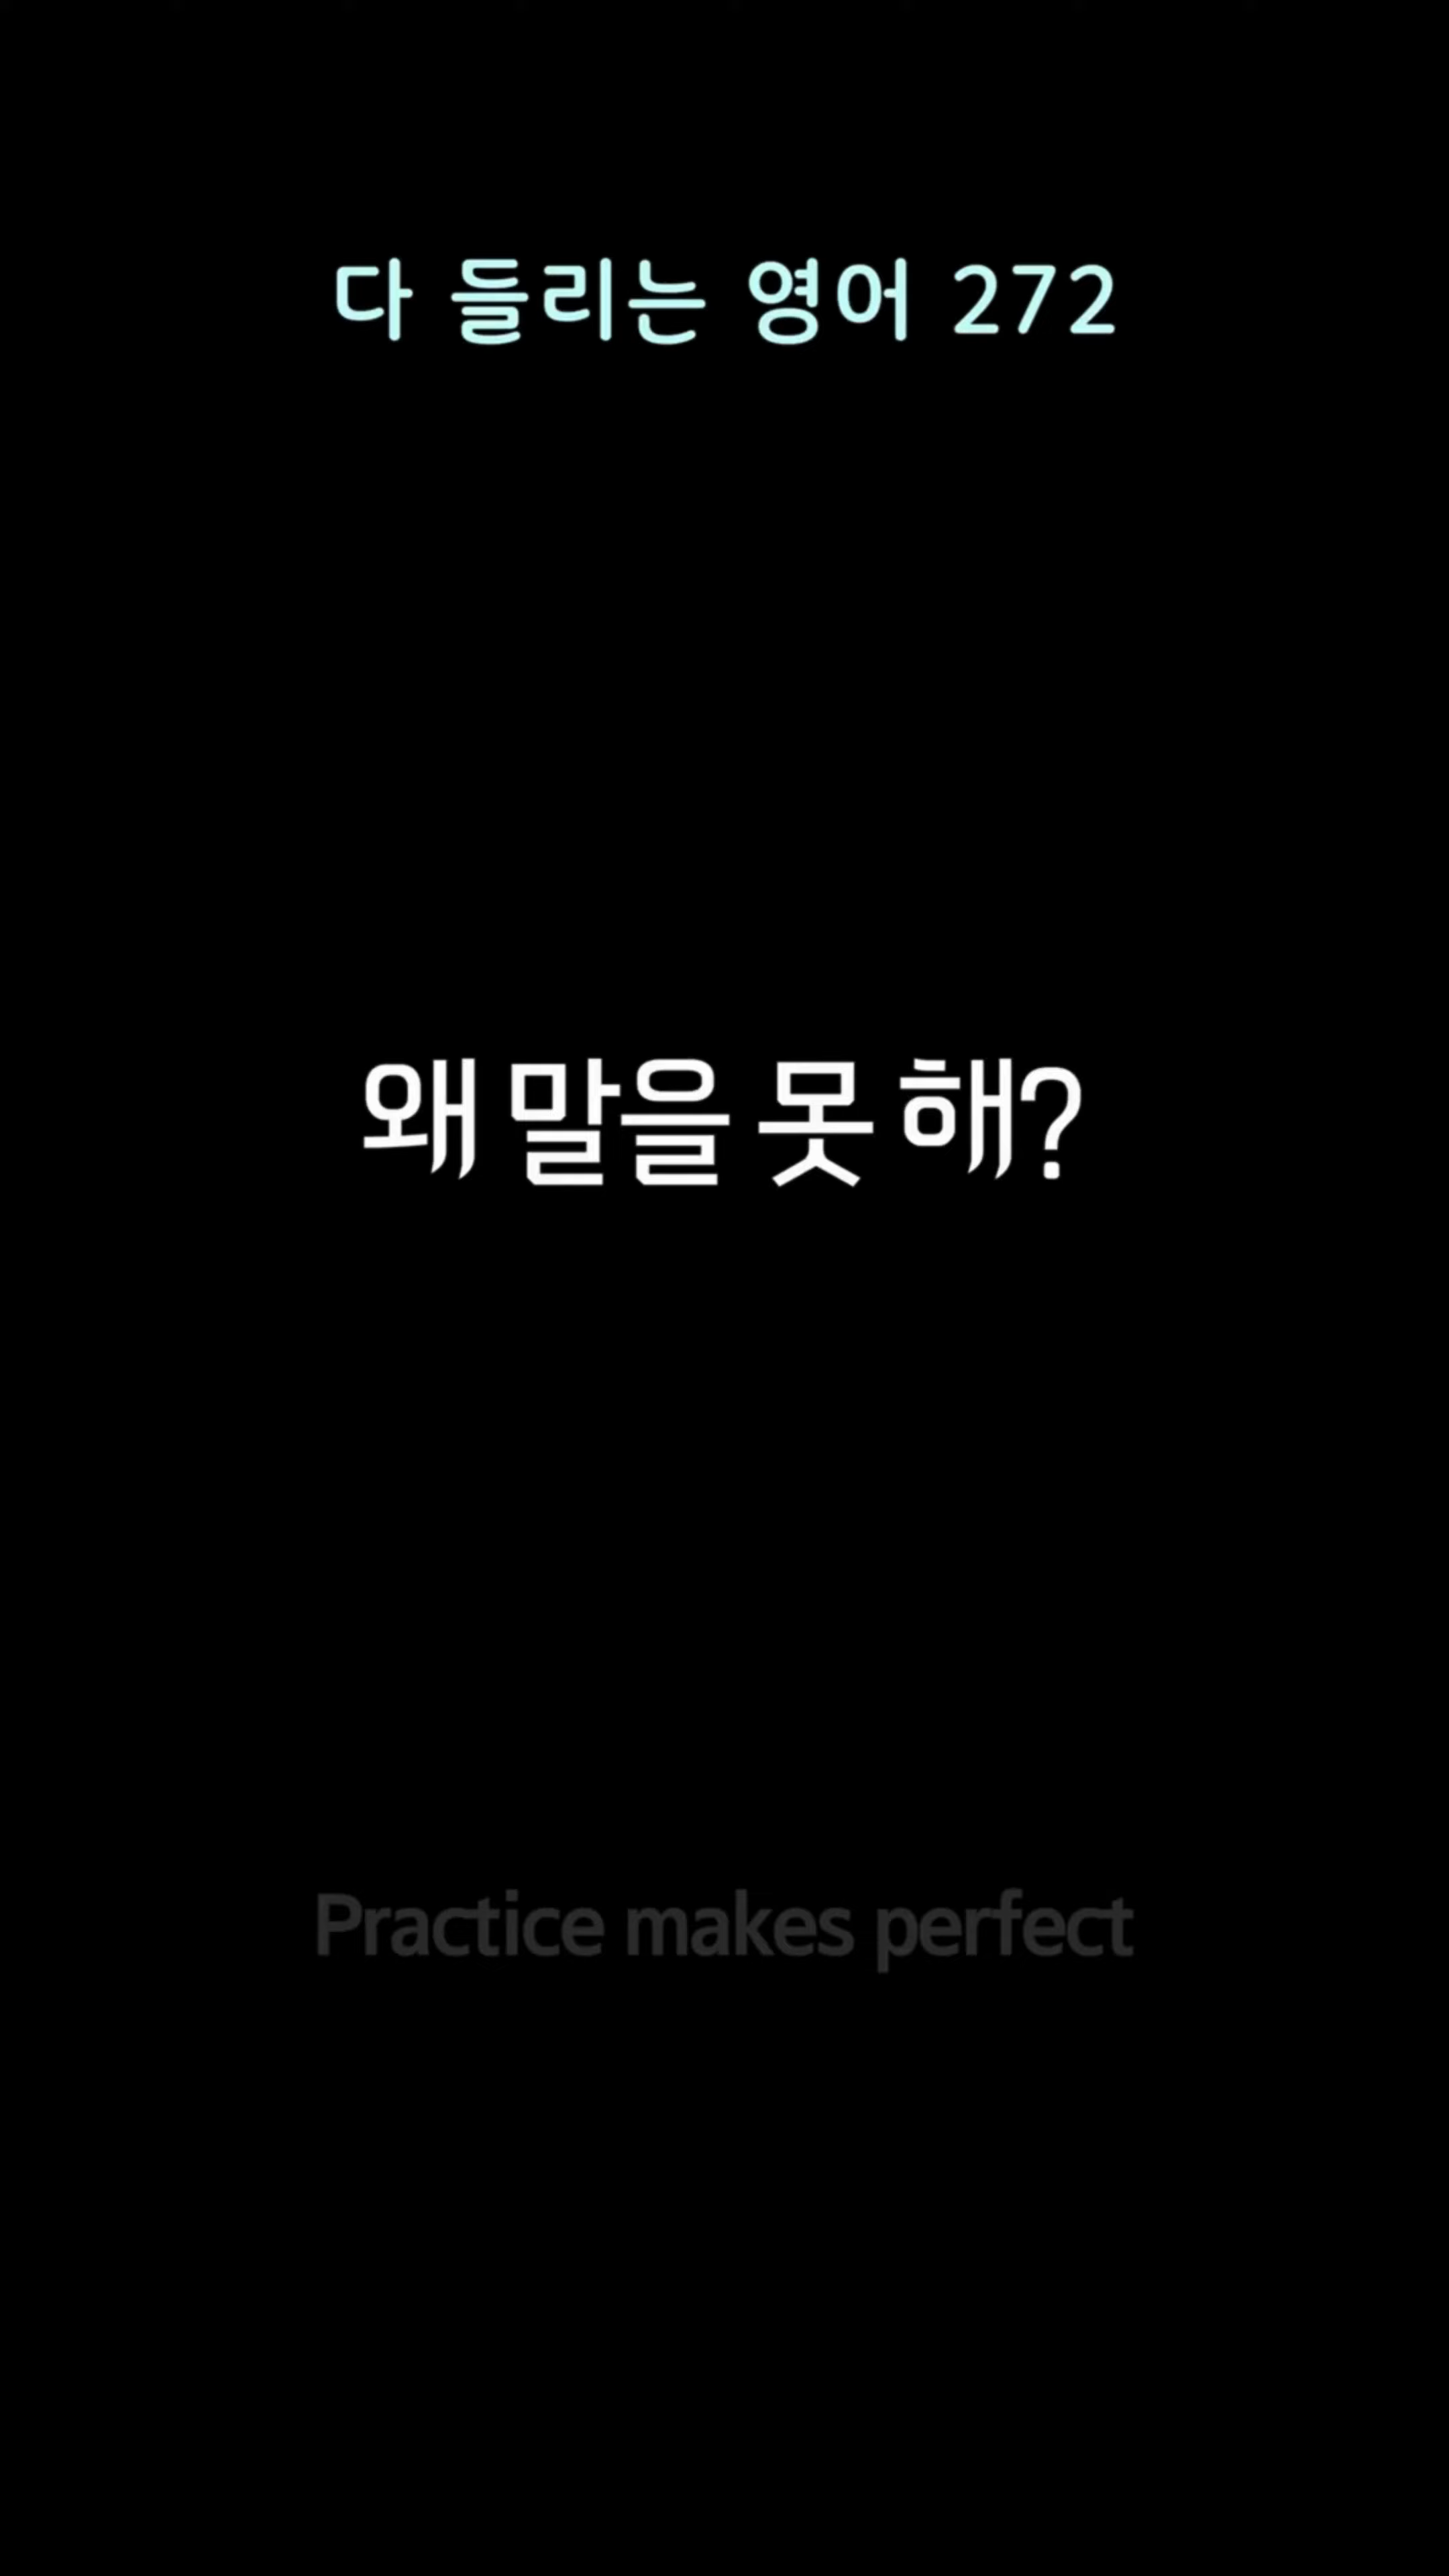 다 들리는 영어 272
왜 말을 못 해?
Practice makes perfect